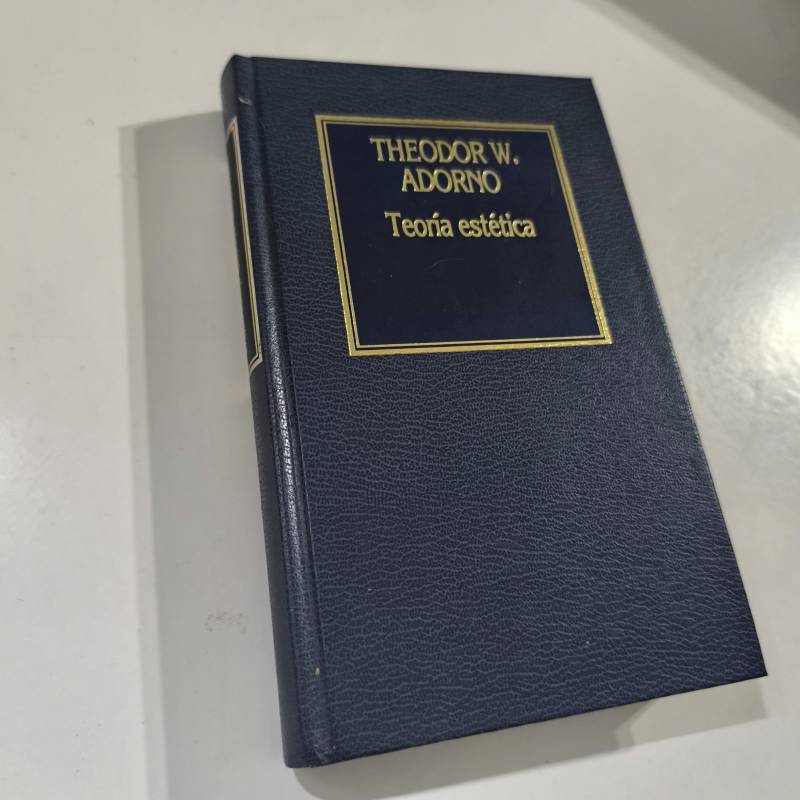 THEODOR W.
ADORNO
Teoría estética